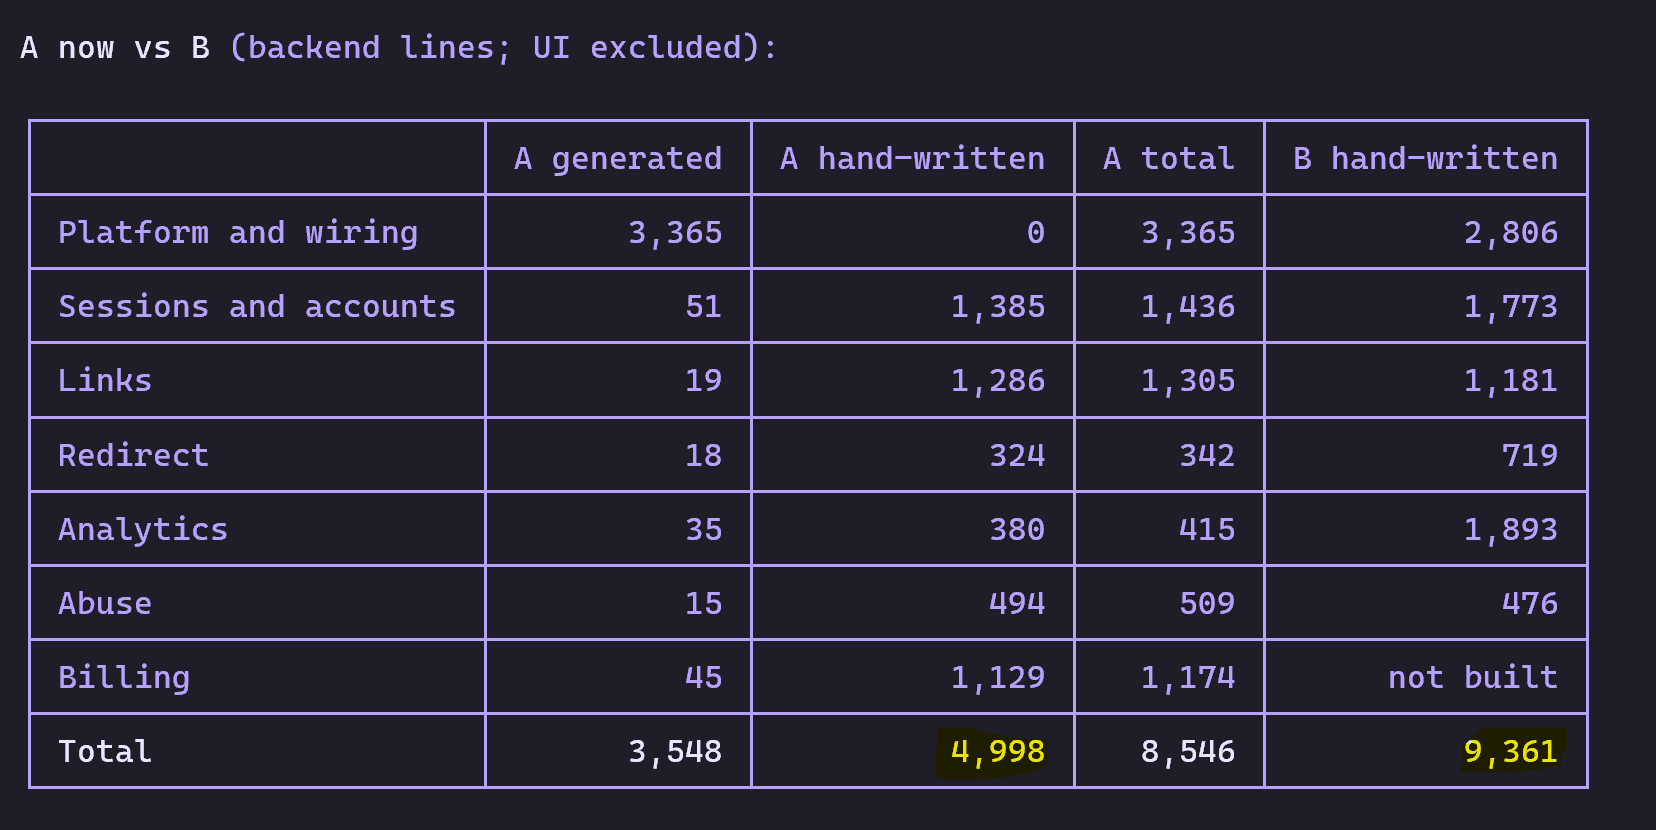 A now vs B (backend lines; UI excluded):
A generated A hand-written A total B hand-written
Platform and wiring 3,365 0 3,365 2,806
Sessions and accounts 51 1,385 1,436 1,773
Links 19 1,286 1,305 1,181
Redirect 18 324 342 719
Analytics 35 380 415 1,893
Abuse 15 494 509 476
Billing 45 1,129 1,174 not built
Total 3,548 4,998 8,546 9,361